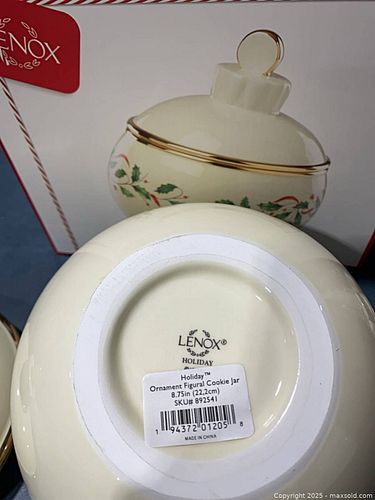 LENOX
LENOX®
HOLIDAY
Holiday™
Ornament Figural Cookie Jar
8.75in (22,2cm)
SKU# 892541
1 94372 01205 8
MADE IN CHINA
Copyright 2025 - maxsold.com